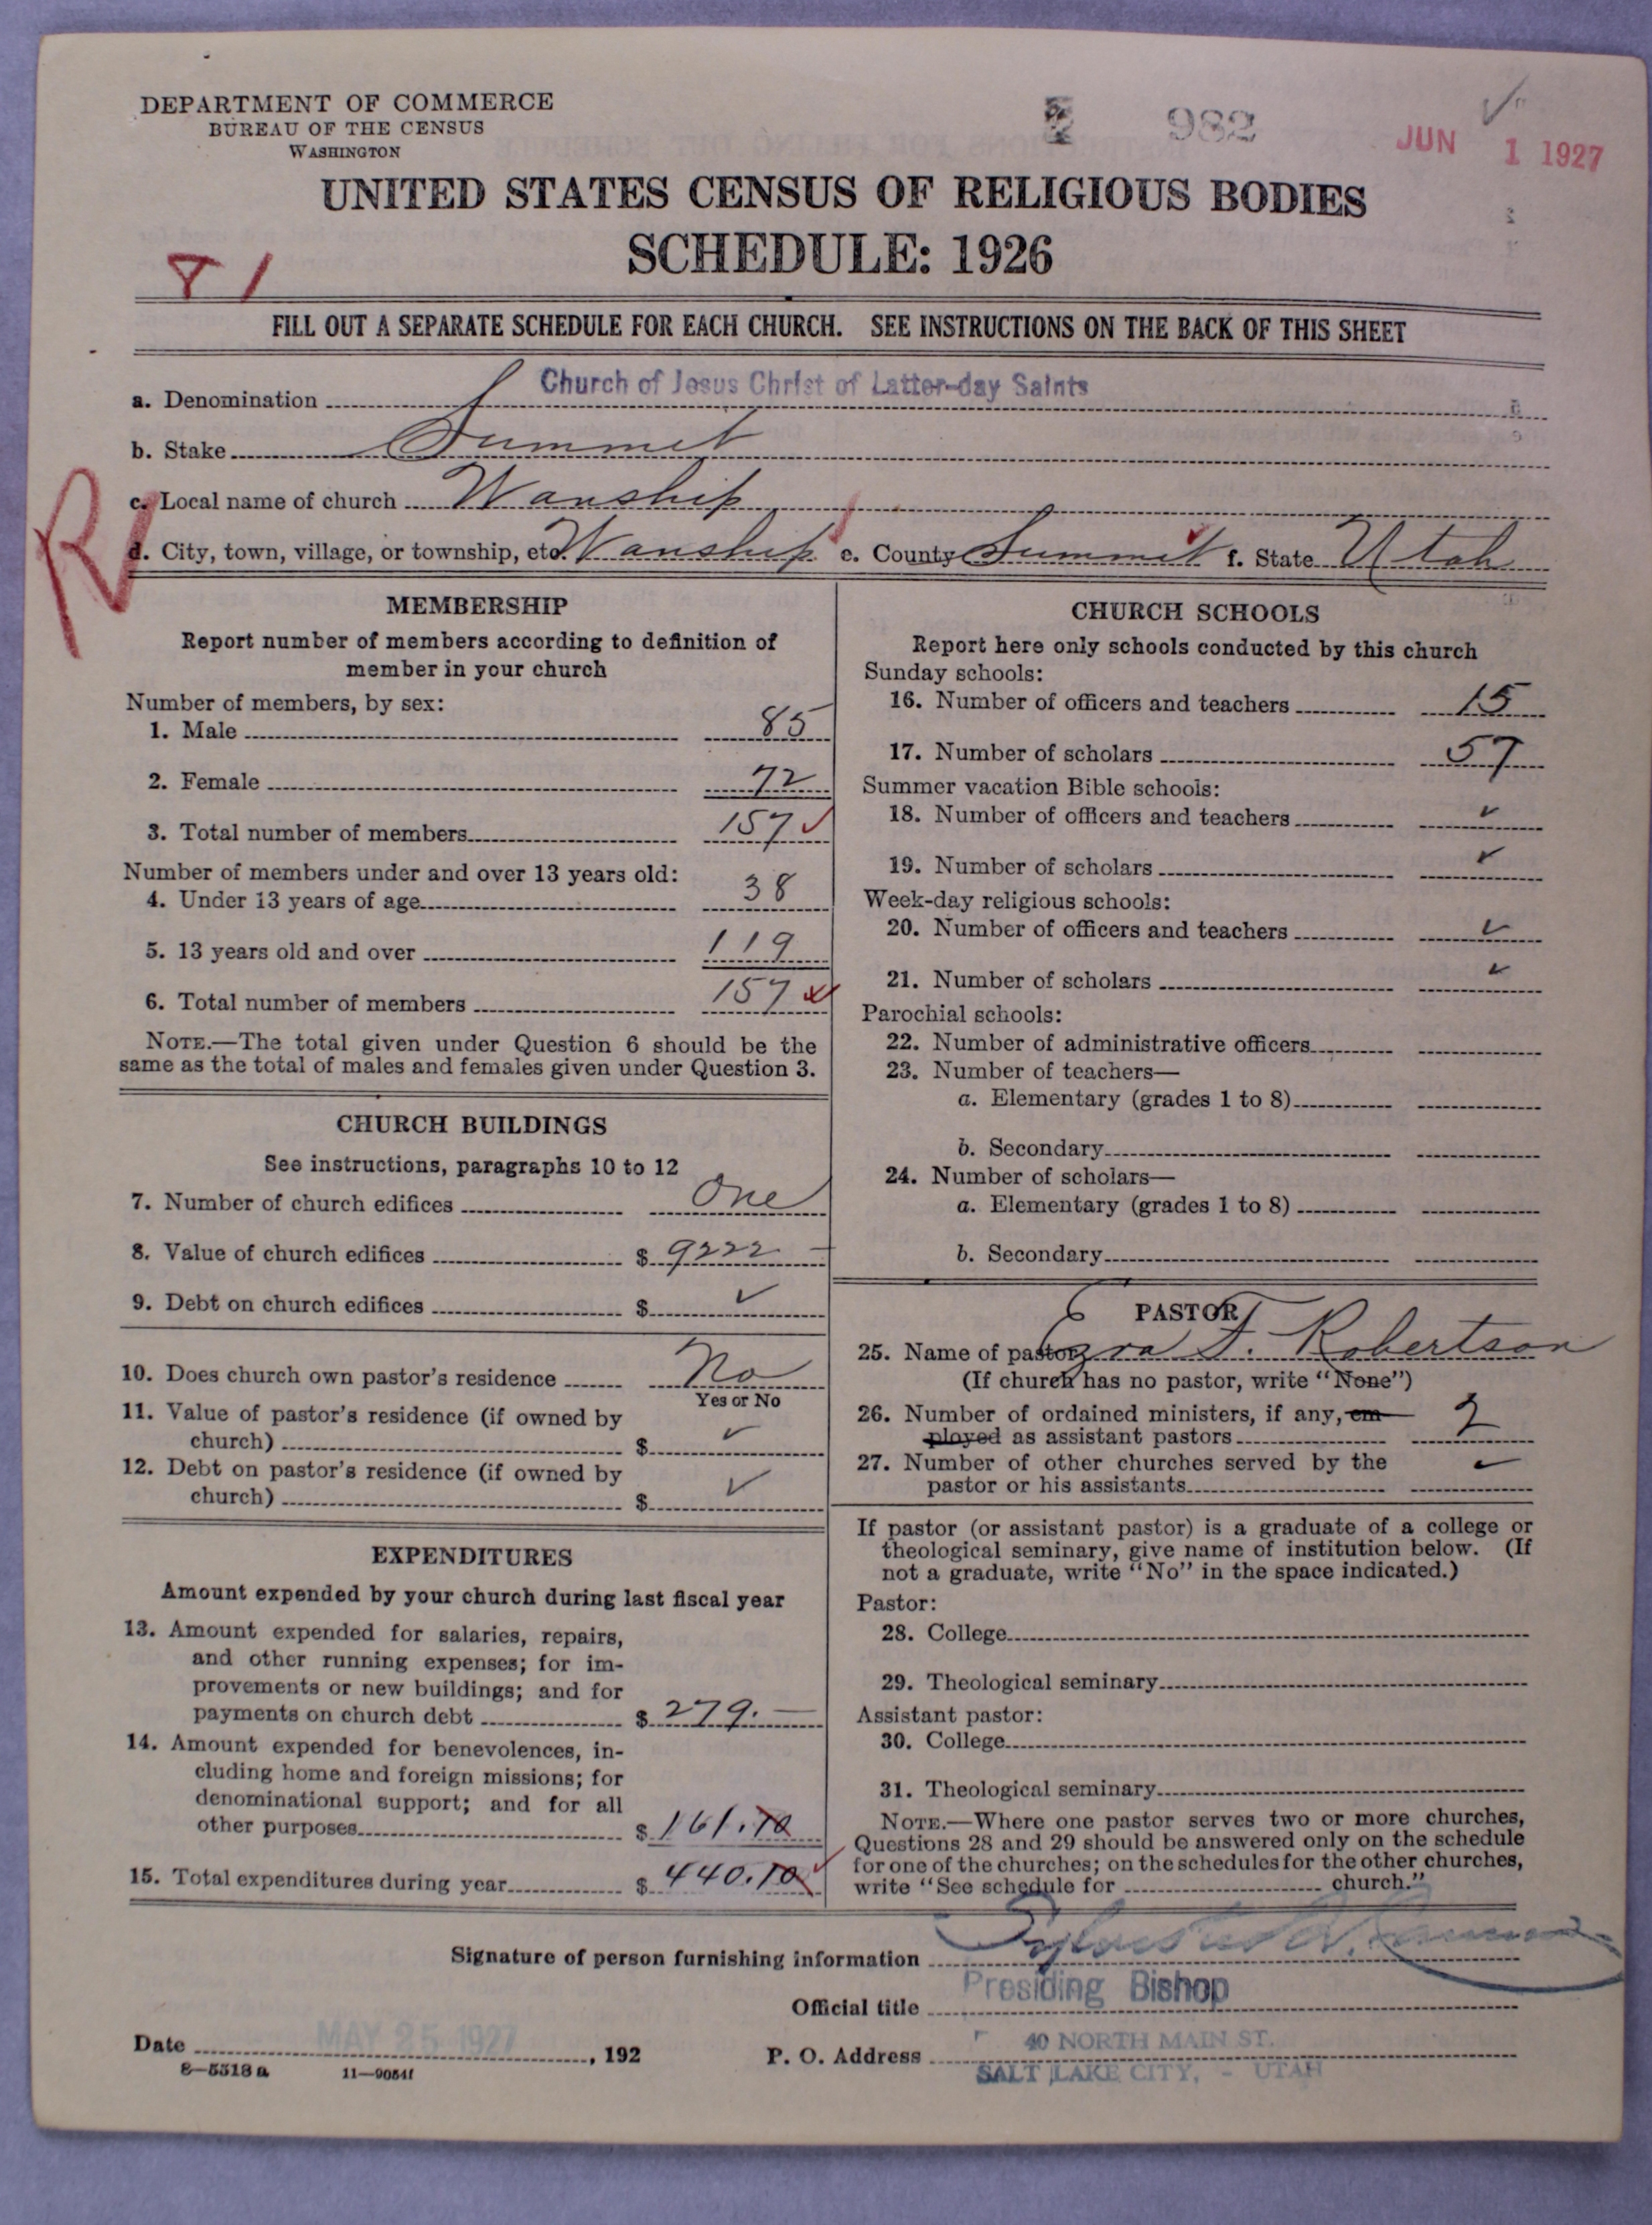 DEPARTMENT OF COMMERCE
BUREAU OF THE CENSUS
WASHINGTON
982
JUN 1 1927
UNITED STATES CENSUS OF RELIGIOUS BODIES
SCHEDULE: 1926
FILL OUT A SEPARATE SCHEDULE FOR EACH CHURCH. SEE INSTRUCTIONS ON THE BACK OF THIS SHEET
a. Denomination Church of Jesus Christ of Latter-day Saints
b. Stake Summit
c. Local name of church Wanship
d. City, town, village, or township, etc. Wanship e. County Summit f. State Utah
MEMBERSHIP
Report number of members according to definition of
member in your church
Number of members, by sex:
1. Male 85
2. Female 72
3. Total number of members 157
Number of members under and over 13 years old:
4. Under 13 years of age 38
5. 13 years old and over 119
6. Total number of members 157
NOTE.—The total given under Question 6 should be the
same as the total of males and females given under Question 3.
CHURCH BUILDINGS
See instructions, paragraphs 10 to 12
7. Number of church edifices One
8. Value of church edifices $ 9222 —
9. Debt on church edifices $ ✓
10. Does church own pastor's residence No
Yes or No
11. Value of pastor's residence (if owned by
church) $ ✓
12. Debt on pastor's residence (if owned by
church) $ ✓
EXPENDITURES
Amount expended by your church during last fiscal year
13. Amount expended for salaries, repairs,
and other running expenses; for im-
provements or new buildings; and for
payments on church debt $ 279. —
14. Amount expended for benevolences, in-
cluding home and foreign missions; for
denominational support; and for all
other purposes $ 161.10
15. Total expenditures during year $ 440.10
CHURCH SCHOOLS
Report here only schools conducted by this church
Sunday schools:
16. Number of officers and teachers 15
17. Number of scholars 57
Summer vacation Bible schools:
18. Number of officers and teachers ✓
19. Number of scholars ✓
Week-day religious schools:
20. Number of officers and teachers ✓
21. Number of scholars ✓
Parochial schools:
22. Number of administrative officers
23. Number of teachers—
a. Elementary (grades 1 to 8)
b. Secondary
24. Number of scholars—
a. Elementary (grades 1 to 8)
b. Secondary
PASTOR
25. Name of pastor Ezra F. Robertson
(If church has no pastor, write "None")
26. Number of ordained ministers, if any, em-
ployed as assistant pastors 2
27. Number of other churches served by the
pastor or his assistants ✓
If pastor (or assistant pastor) is a graduate of a college or
theological seminary, give name of institution below. (If
not a graduate, write "No" in the space indicated.)
Pastor:
28. College
29. Theological seminary
Assistant pastor:
30. College
31. Theological seminary
NOTE.—Where one pastor serves two or more churches,
Questions 28 and 29 should be answered only on the schedule
for one of the churches; on the schedules for the other churches,
write "See schedule for church."
Signature of person furnishing information
Official title Presiding Bishop
Date MAY 25 1927, 192
P. O. Address 40 NORTH MAIN ST.
SALT LAKE CITY, - UTAH
8—5518a 11—9054f